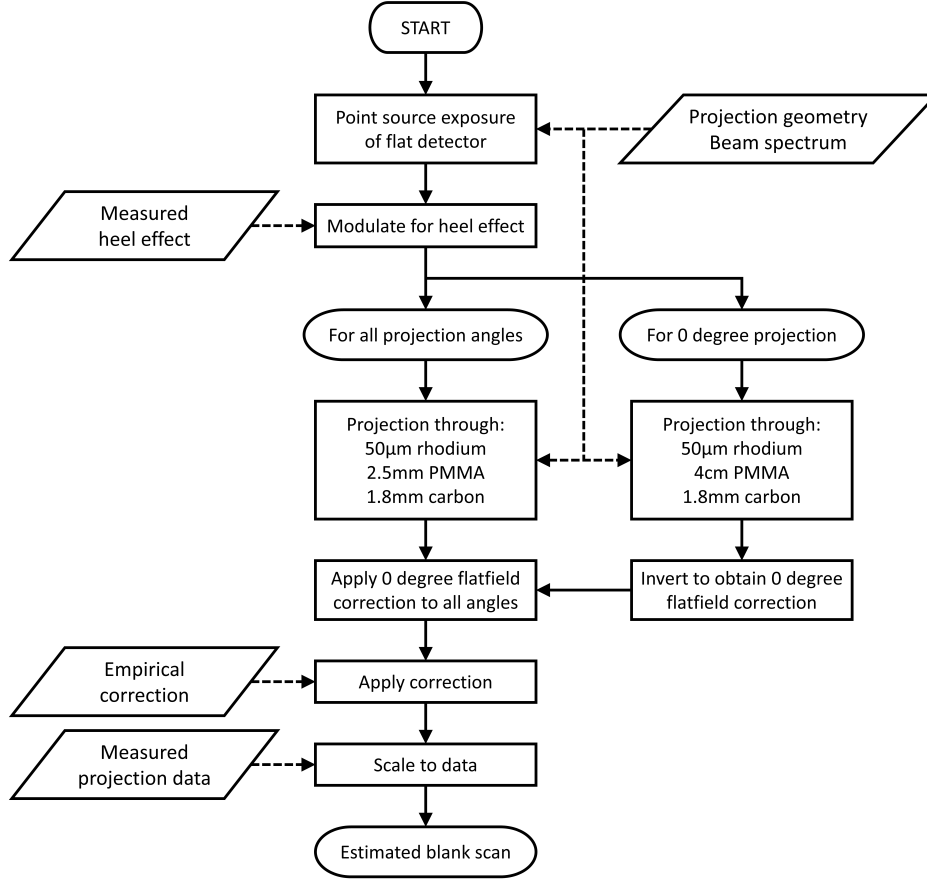 START
Point source exposure
of flat detector
Projection geometry
Beam spectrum
Measured
heel effect
Modulate for heel effect
For all projection angles
For 0 degree projection
Projection through:
50µm rhodium
2.5mm PMMA
1.8mm carbon
Projection through:
50µm rhodium
4cm PMMA
1.8mm carbon
Apply 0 degree flatfield
correction to all angles
Invert to obtain 0 degree
flatfield correction
Empirical
correction
Apply correction
Measured
projection data
Scale to data
Estimated blank scan